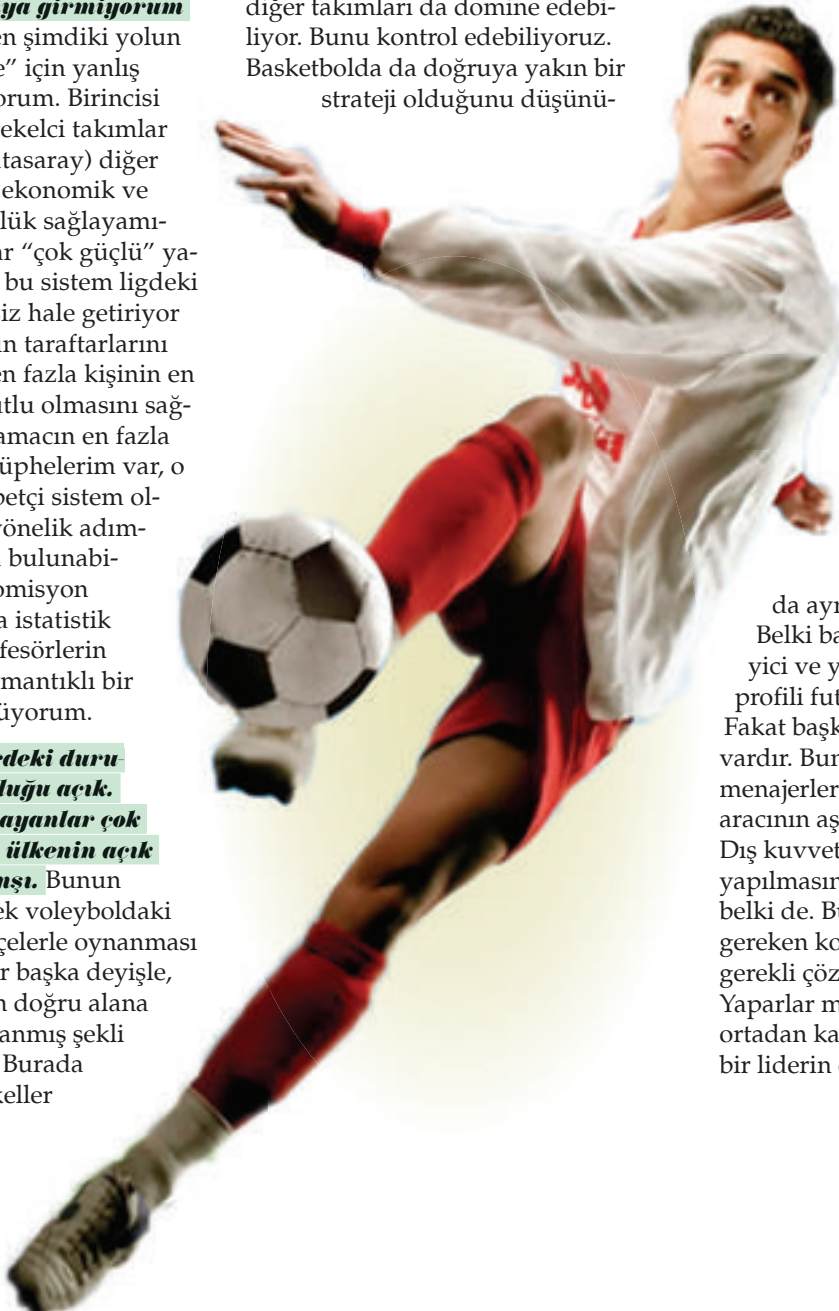 ya girmiyorum
en şimdiki yolun
e” için yanlış
orum. Birincisi
ekelci takımlar
tasaray) diğer
ekonomik ve
lük sağlayamı-
ar “çok güçlü” ya-
bu sistem ligdeki
iz hale getiriyor
ın taraftarlarını
en fazla kişinin en
utlu olmasını sağ-
amacın en fazla
üphelerim var, o
betçi sistem ol-
yönelik adım-
bulunabi-
omisyon
a istatistik
fesörlerin
mantıklı bir
üyorum.
rdeki duru-
duğu açık.
ayanlar çok
ülkenin açık
mşı. Bunun
ek voleyboldaki
çelerle oynanması
r başka deyişle,
n doğru alana
anmış şekli
Burada
keller
diğer takımları da domine edebi-
liyor. Bunu kontrol edebiliyoruz.
Basketbolda da doğruya yakın bir
strateji olduğunu düşünü-
da ayn
Belki ba
yici ve y
profili fut
Fakat başk
vardır. Bun
menajerler
aracının aş
Dış kuvvet
yapılmasın
belki de. Bu
gereken ko
gerekli çöz
Yaparlar m
ortadan ka
bir liderin